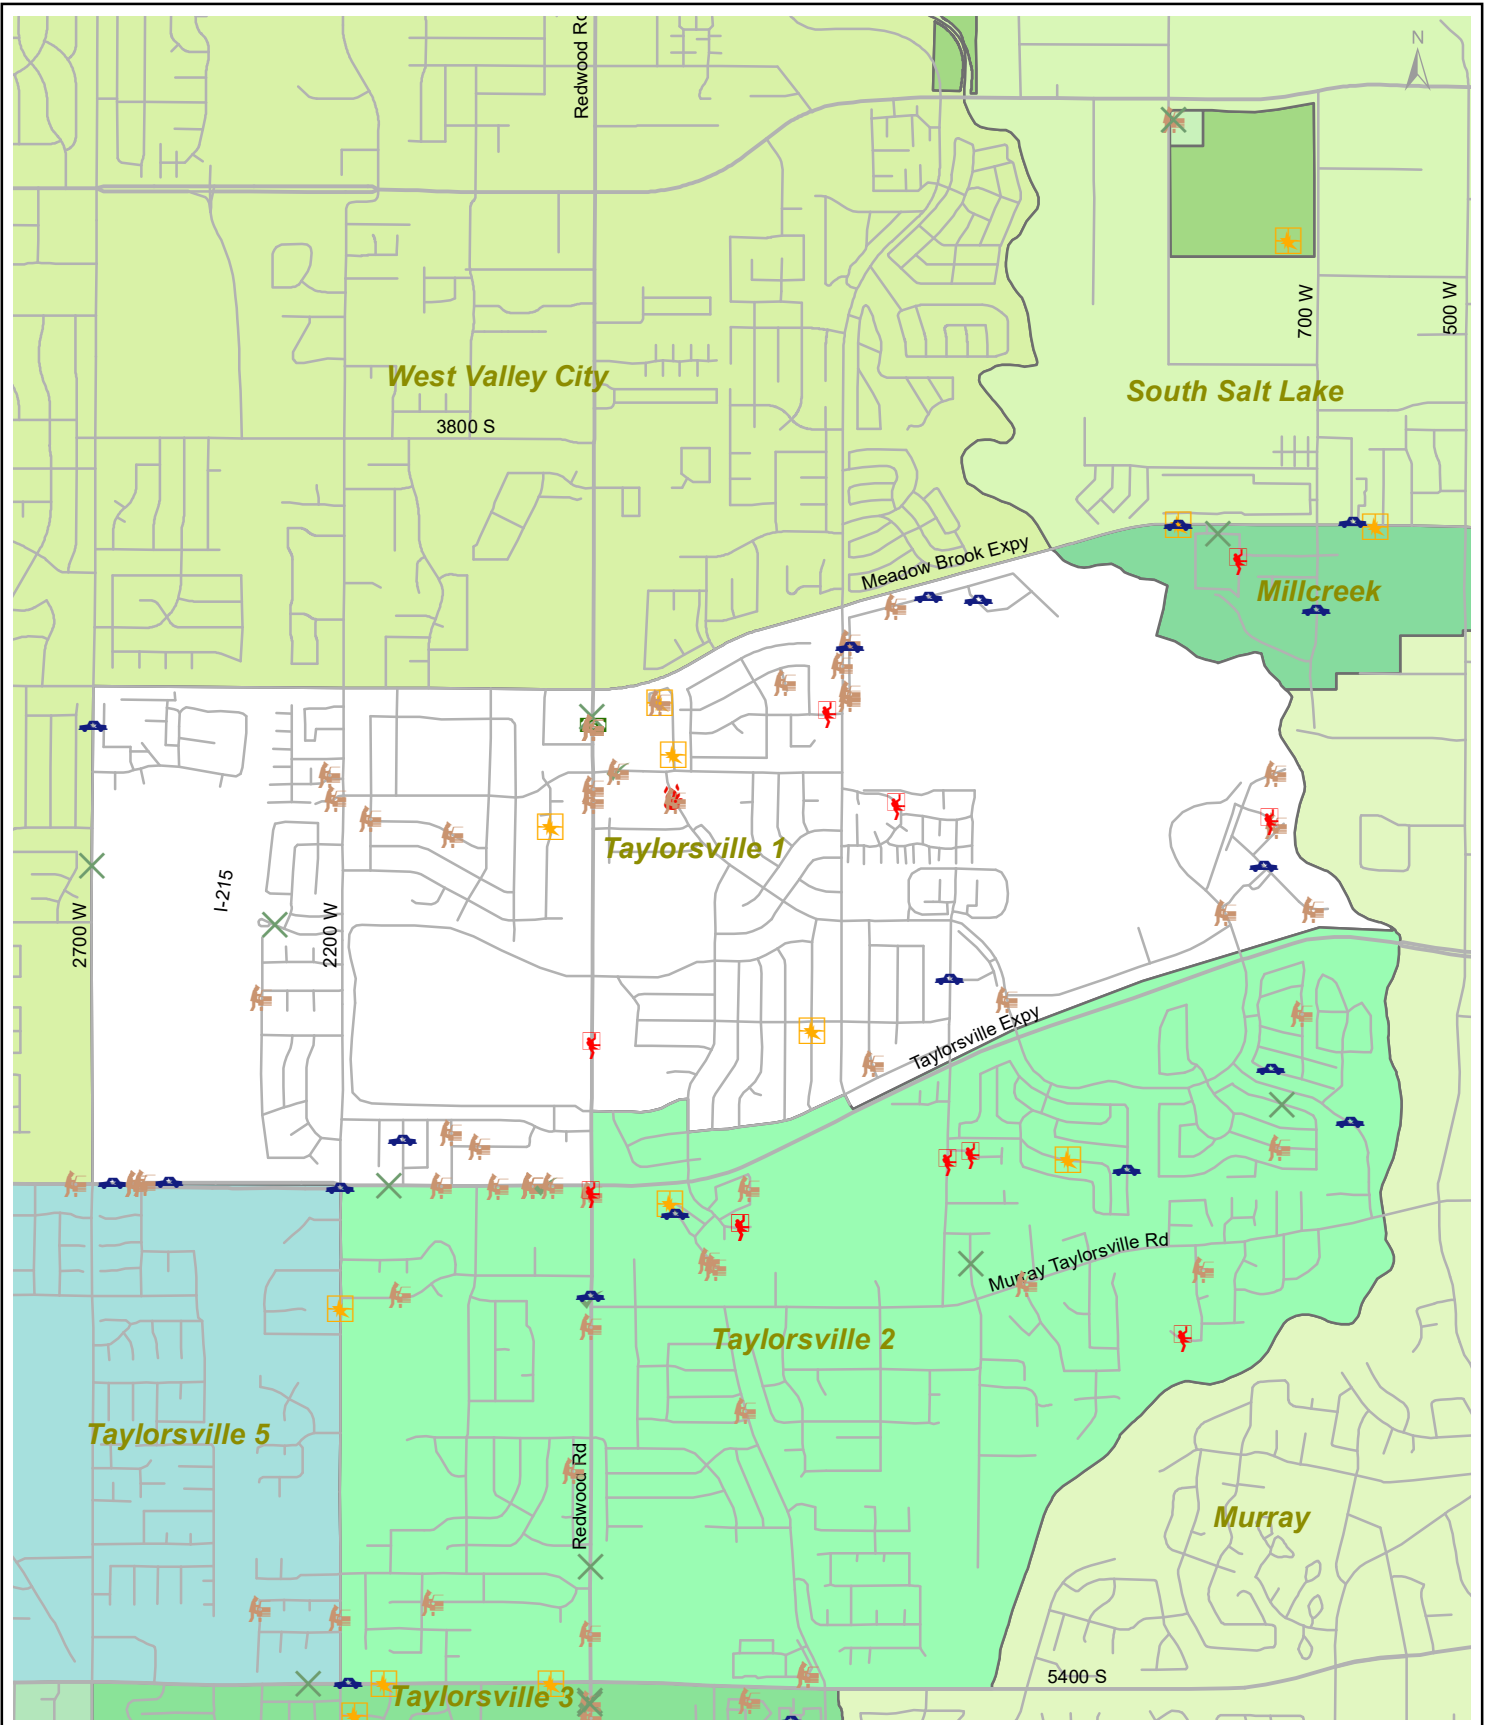 Redwood Rd
N
700 W
500 W
West Valley City
South Salt Lake
3800 S
Meadow Brook Expy
Millcreek
Taylorsville 1
I-215
2700 W
2200 W
Taylorsville Expy
Murray Taylorsville Rd
Taylorsville 2
Taylorsville 5
Redwood Rd
Murray
5400 S
Taylorsville 3